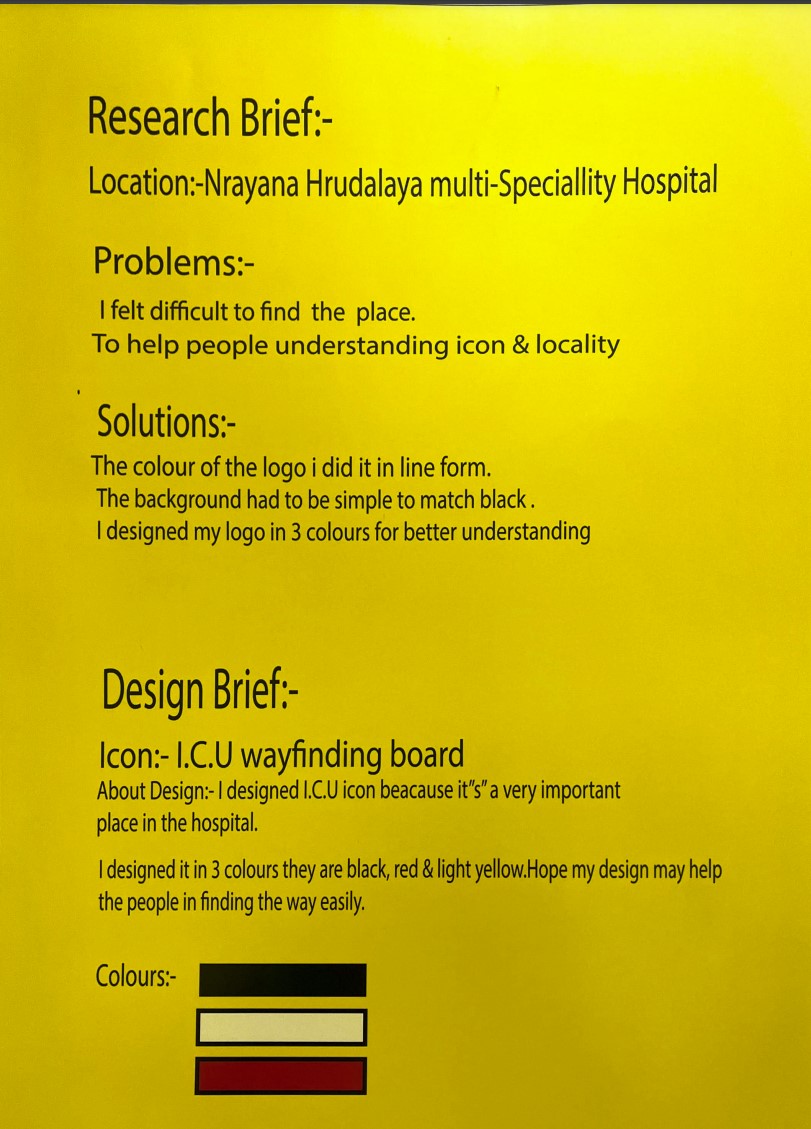 Research Brief:-
Location:-Nrayana Hrudalaya multi-Speciallity Hospital
Problems:-
I felt difficult to find the place.
To help people understanding icon & locality
Solutions:-
The colour of the logo i did it in line form.
The background had to be simple to match black .
I designed my logo in 3 colours for better understanding
Design Brief:-
Icon:- I.C.U wayfinding board
About Design:- I designed I.C.U icon beacause it"s" a very important
place in the hospital.
I designed it in 3 colours they are black, red & light yellow.Hope my design may help
the people in finding the way easily.
Colours:-